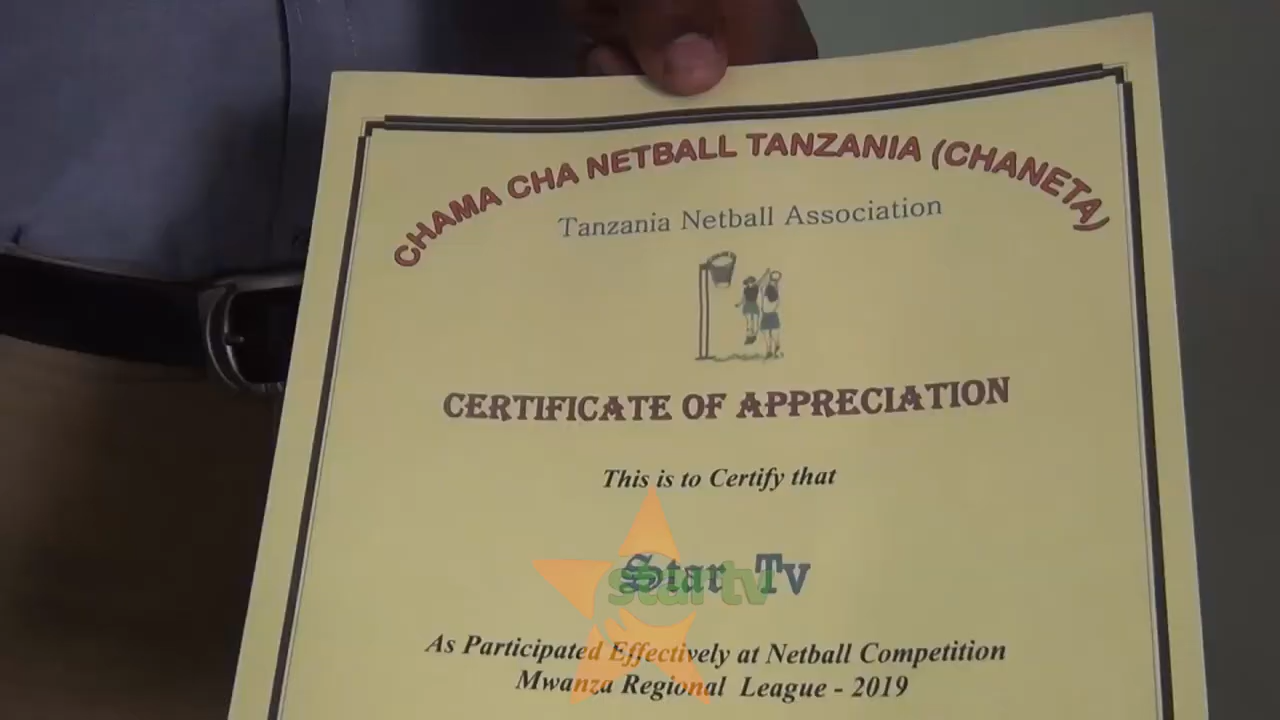 CHAMA CHA NETBALL TANZANIA (CHANETA)
Tanzania Netball Association
CERTIFICATE OF APPRECIATION
This is to Certify that
Star Tv
startv
As Participated Effectively at Netball Competition
Mwanza Regional League - 2019